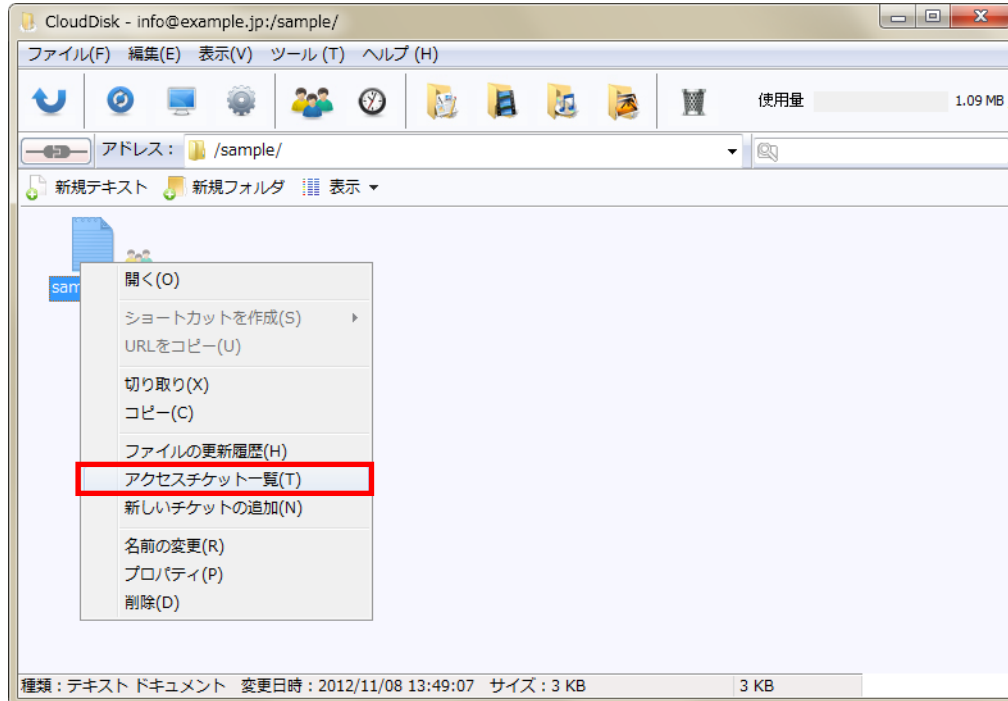 CloudDisk - info@example.jp:/sample/
ファイル(F) 編集(E) 表示(V) ツール (T) ヘルプ (H)
使用量 1.09 MB
アドレス： /sample/
新規テキスト 新規フォルダ 表示
sam
開く(O)
ショートカットを作成(S)
URLをコピー(U)
切り取り(X)
コピー(C)
ファイルの更新履歴(H)
アクセスチケット一覧(T)
新しいチケットの追加(N)
名前の変更(R)
プロパティ(P)
削除(D)
種類：テキスト ドキュメント 変更日時：2012/11/08 13:49:07 サイズ：3 KB 3 KB